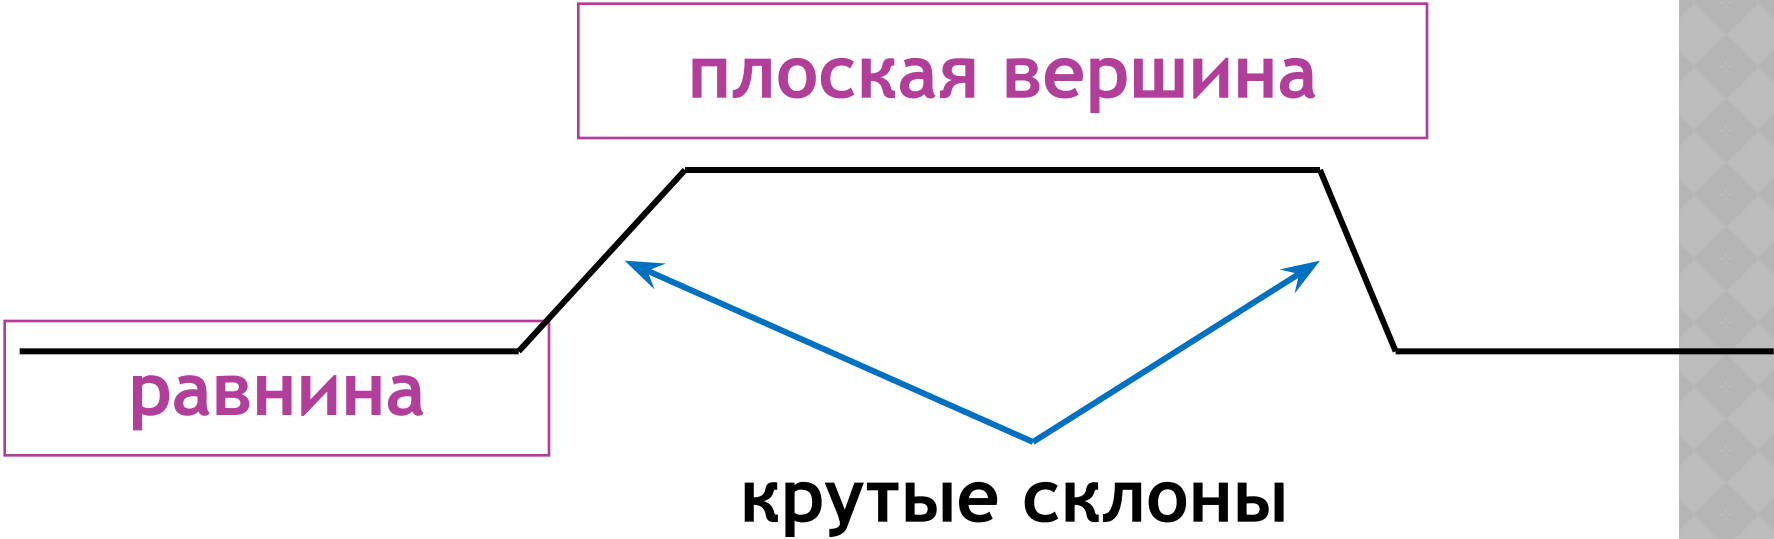 плоская вершина
равнина
крутые склоны